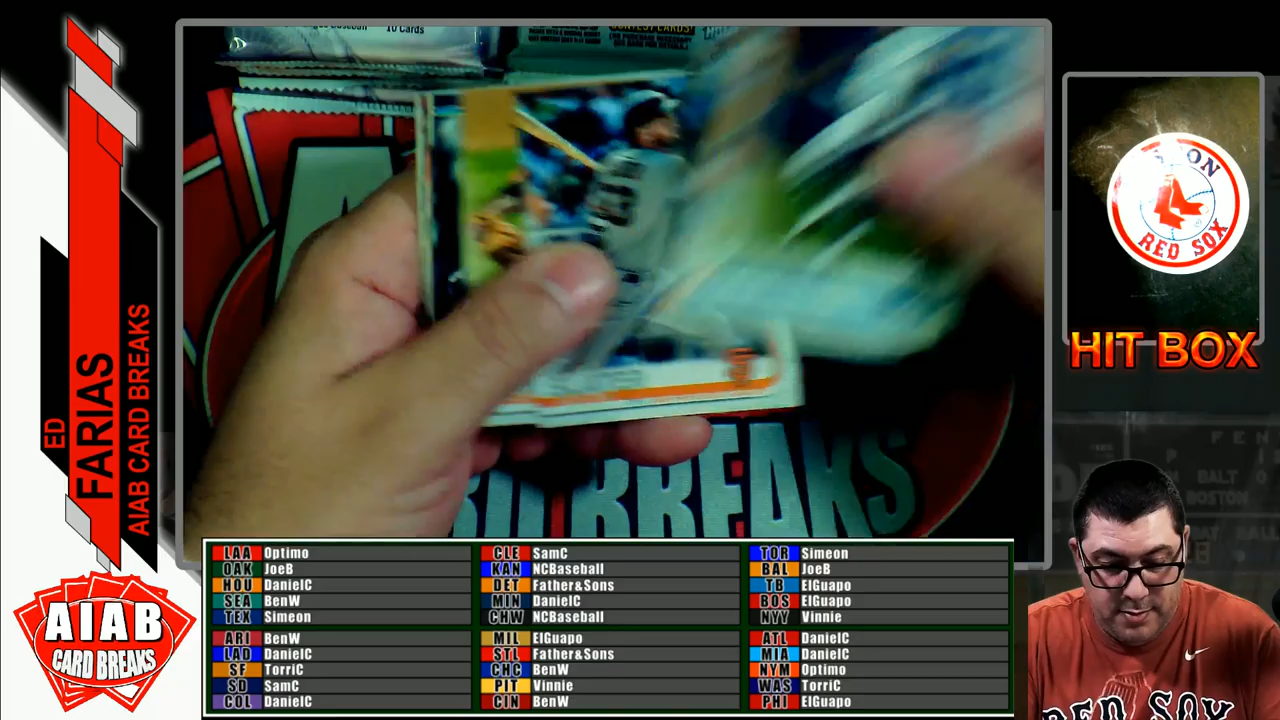 10 Cards
ED
FARIAS
AIAB CARD BREAKS
ON
RED SOX
HIT BOX
CARD BREAKS
LAA Optimo
OAK JoeB
HOU DanielC
SEA BenW
TEX Simeon
ARI BenW
LAD DanielC
SF TorriC
SD SamC
COL DanielC
CLE SamC
KAN NCBaseball
DET Father&Sons
MIN DanielC
CHW NCBaseball
MIL ElGuapo
STL Father&Sons
CHC BenW
PIT Vinnie
CIN BenW
TOR Simeon
BAL JoeB
TB ElGuapo
BOS ElGuapo
NYY Vinnie
ATL DanielC
MIA DanielC
NYM Optimo
WAS TorriC
PHI ElGuapo
AIAB
CARD BREAKS
BALT 0
BOSTON
RED SOX